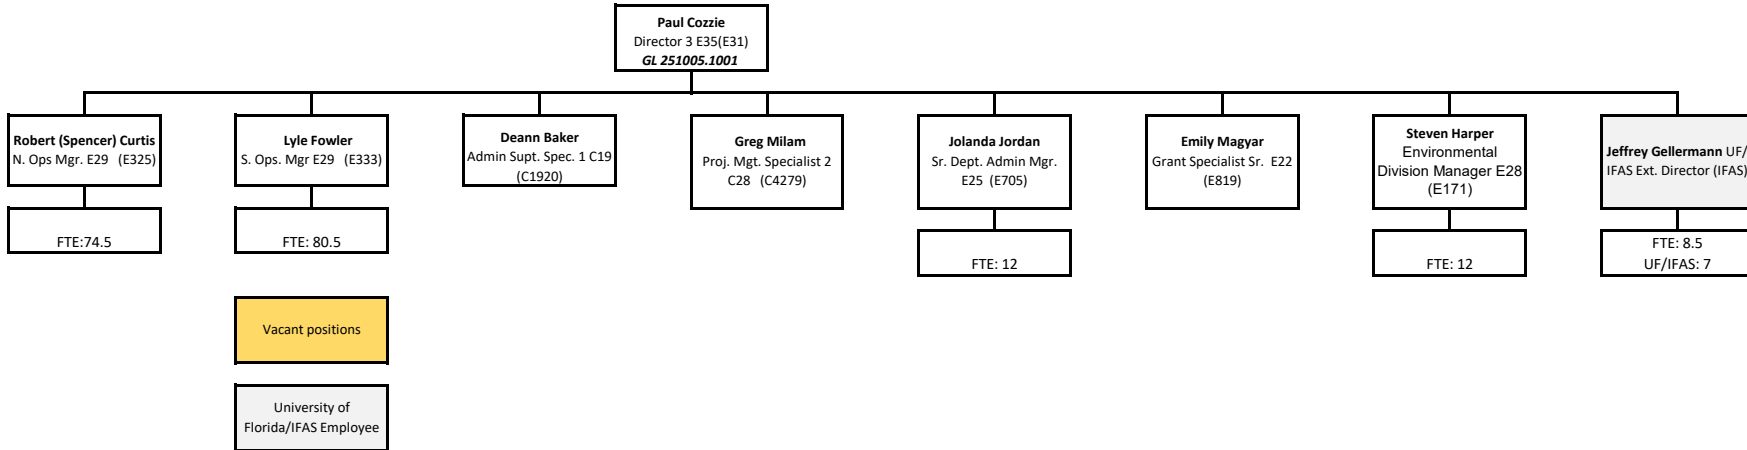 Paul Cozzie
Director 3 E35(E31)
GL 251005.1001
Robert (Spencer) Curtis
N. Ops Mgr. E29 (E325)
Lyle Fowler
S. Ops. Mgr E29 (E333)
Deann Baker
Admin Supt. Spec. 1 C19
(C1920)
Greg Milam
Proj. Mgt. Specialist 2
C28 (C4279)
Jolanda Jordan
Sr. Dept. Admin Mgr.
E25 (E705)
Emily Magyar
Grant Specialist Sr. E22
(E819)
Steven Harper
Environmental
Division Manager E28
(E171)
Jeffrey Gellermann UF/
IFAS Ext. Director (IFAS)
FTE:74.5
FTE: 80.5
FTE: 12
FTE: 12
FTE: 8.5
UF/IFAS: 7
Vacant positions
University of
Florida/IFAS Employee